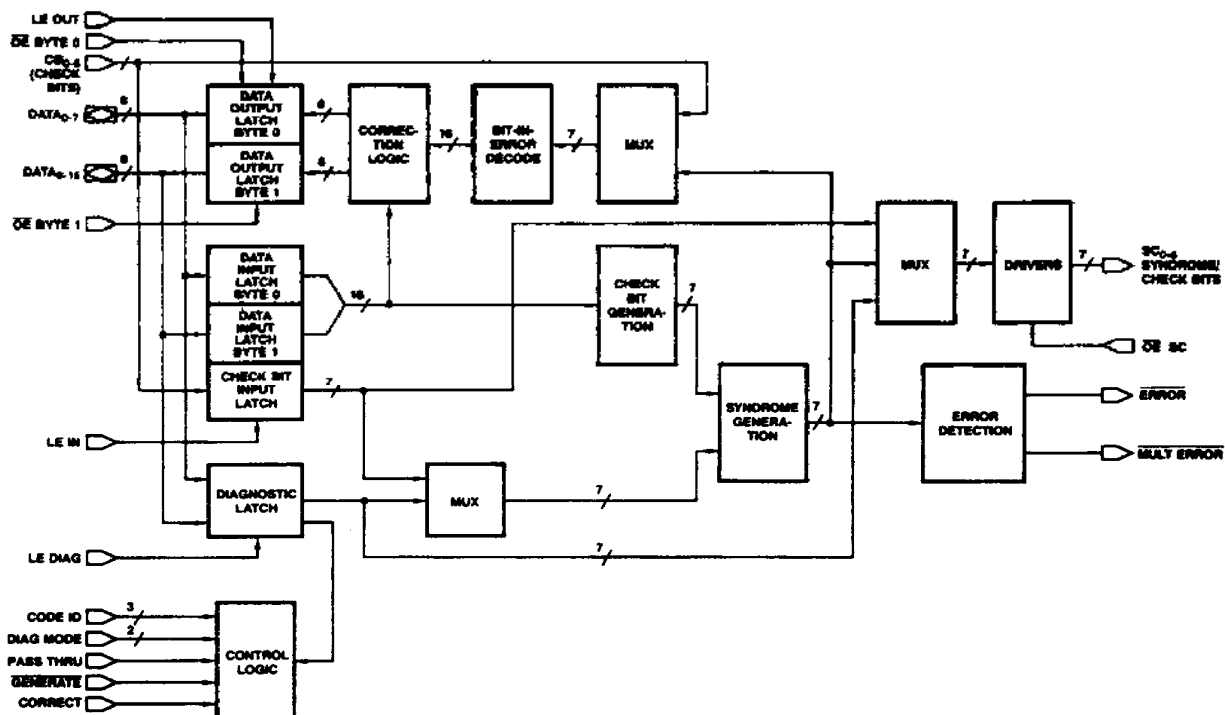 LE OUT
OE BYTE 0
CB0-6
(CHECK
BITS)
DATA0-7
8
DATA8-15
8
OE BYTE 1
DATA
OUTPUT
LATCH
BYTE 0
DATA
OUTPUT
LATCH
BYTE 1
8
8
CORREC-
TION
LOGIC
16
BIT-IN-
ERROR
DECODE
7
MUX
DATA
INPUT
LATCH
BYTE 0
DATA
INPUT
LATCH
BYTE 1
16
CHECK BIT
INPUT
LATCH
7
LE IN
CHECK
BIT
GENERA-
TION
7
MUX
7
DRIVERS
7
SC0-6
SYNDROME/
CHECK BITS
OE SC
SYNDROME
GENERA-
TION
7
ERROR
DETECTION
ERROR
MULT ERROR
DIAGNOSTIC
LATCH
MUX
7
7
LE DIAG
CODE ID
3
DIAG MODE
2
PASS THRU
GENERATE
CORRECT
CONTROL
LOGIC